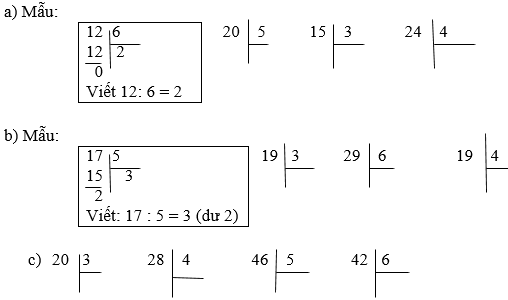 a) Mẫu:
12 6 20 5 15 3 24 4
12 2
0
Viết 12: 6 = 2
b) Mẫu:
17 5 19 3 29 6 19 4
15 3
2
Viết: 17 : 5 = 3 (dư 2)
c) 20 3 28 4 46 5 42 6